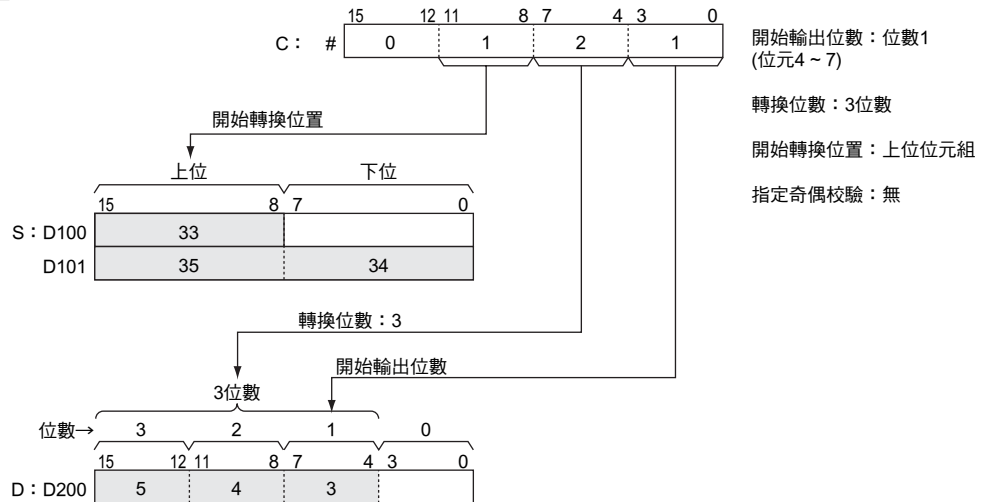 15 12 11 8 7 4 3 0
C： # 0 1 2 1
開始輸出位數：位數1
(位元4 ~ 7)
轉換位數：3位數
開始轉換位置：上位位元組
指定奇偶校驗：無
開始轉換位置
上位 下位
15 8 7 0
S：D100 33
D101 35 34
轉換位數：3
開始輸出位數
3位數
位數→ 3 2 1 0
15 12 11 8 7 4 3 0
D：D200 5 4 3